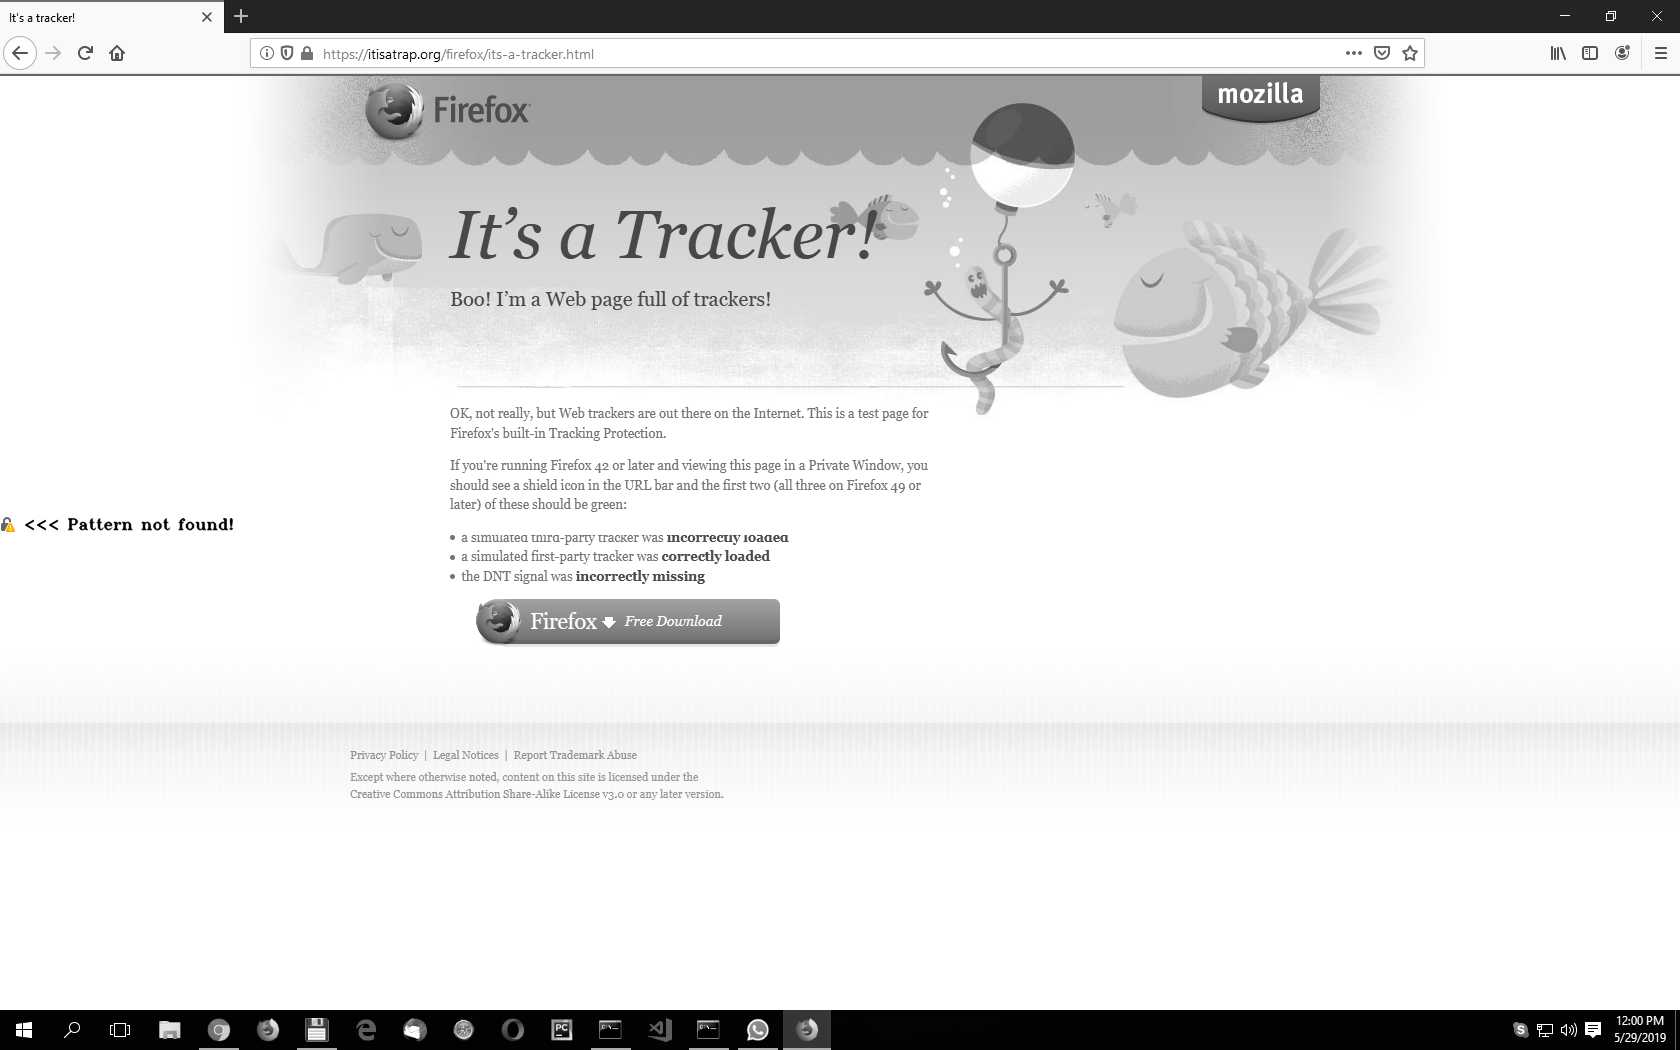 It's a tracker!
https://itisatrap.org/firefox/its-a-tracker.html
Firefox
mozilla
It’s a Tracker!
Boo! I’m a Web page full of trackers!
OK, not really, but Web trackers are out there on the Internet. This is a test page for
Firefox's built-in Tracking Protection.
If you're running Firefox 42 or later and viewing this page in a Private Window, you
should see a shield icon in the URL bar and the first two (all three on Firefox 49 or
later) of these should be green:
<<< Pattern not found!
• a simulated third-party tracker was incorrectly loaded
• a simulated first-party tracker was correctly loaded
• the DNT signal was incorrectly missing
Firefox Free Download
Privacy Policy | Legal Notices | Report Trademark Abuse
Except where otherwise noted, content on this site is licensed under the
Creative Commons Attribution Share-Alike License v3.0 or any later version.
PC
12:00 PM
5/29/2019